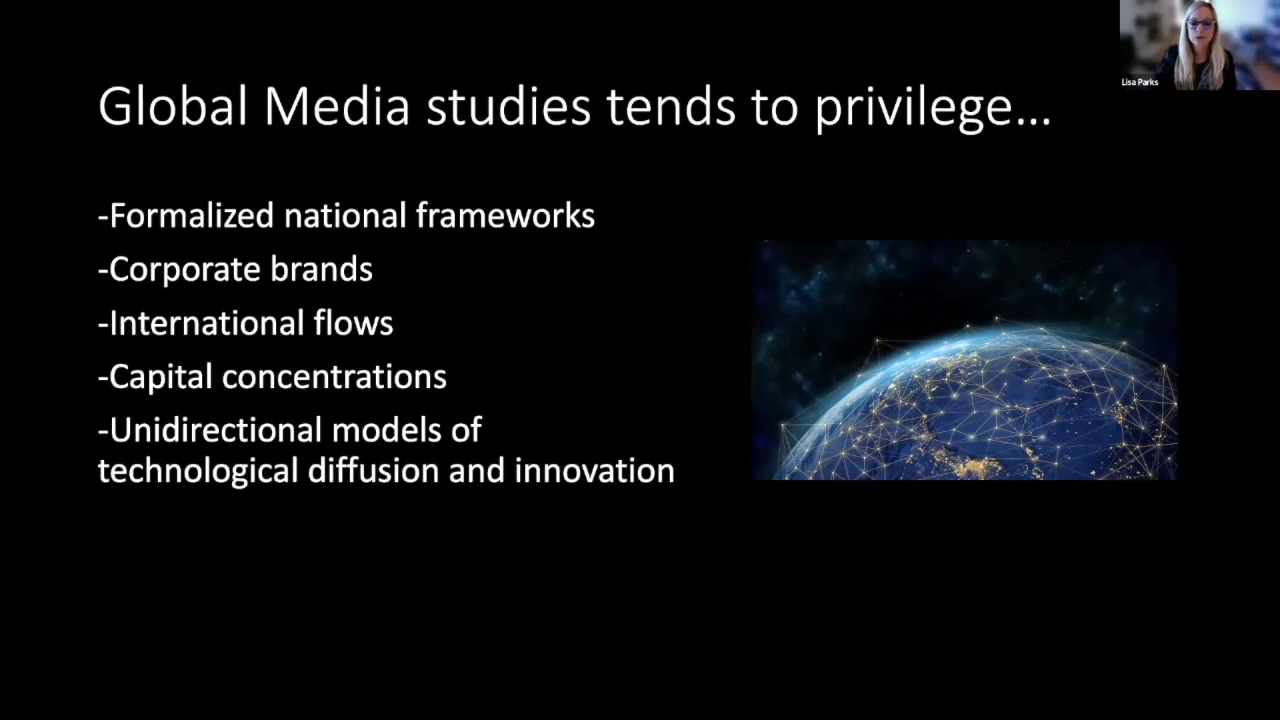 Lisa Parks
Global Media studies tends to privilege...
-Formalized national frameworks
-Corporate brands
-International flows
-Capital concentrations
-Unidirectional models of
technological diffusion and innovation